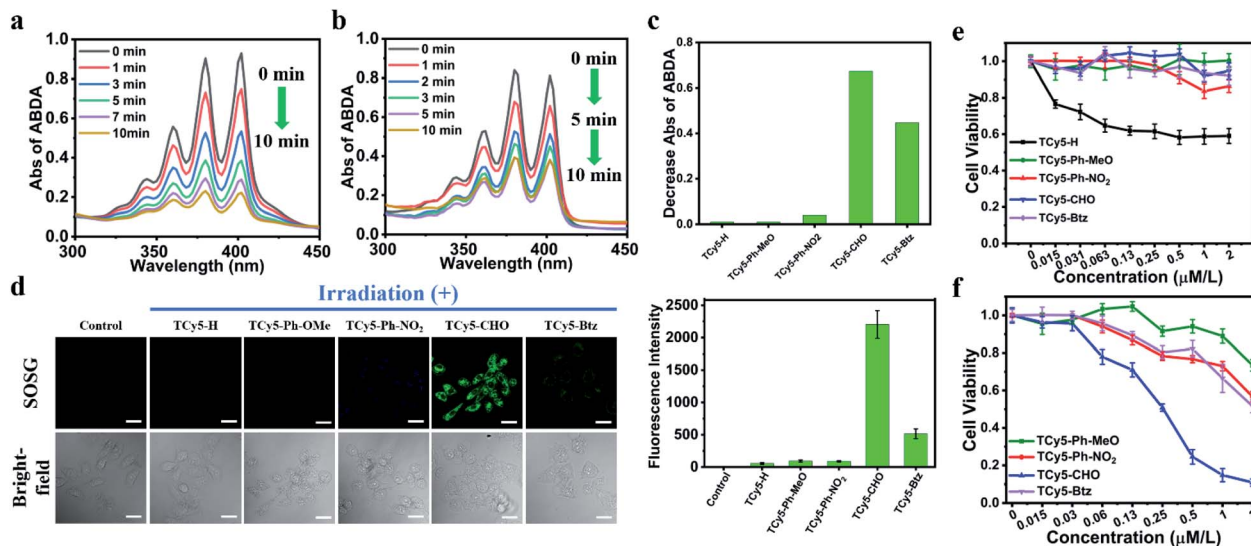 a
Abs of ABDA
1.0
0.8
0.6
0.4
0.2
0.0
0 min
1 min
3 min
5 min
7 min
10min
0 min
10 min
300
350
400
450
Wavelength (nm)
b
Abs of ABDA
1.0
0.8
0.6
0.4
0.2
0.0
0 min
1 min
2 min
3 min
5 min
10 min
0 min
5 min
10 min
300
350
400
450
Wavelength (nm)
c
Decrease Abs of ABDA
0.8
0.6
0.4
0.2
0.0
TCy5-H
TCy5-Ph-MeO
TCy5-Ph-NO2
TCy5-CHO
TCy5-Btz
d
Irradiation (+)
Control
TCy5-H
TCy5-Ph-OMe
TCy5-Ph-NO₂
TCy5-CHO
TCy5-Btz
SOSG
Bright-
field
Fluorescence Intensity
2500
2000
1500
1000
500
0
Control
TCy5-H
TCy5-Ph-MeO
TCy5-Ph-NO₂
TCy5-CHO
TCy5-Btz
e
Cell Viability
1.0
0.8
0.6
0.4
0.2
0.0
TCy5-H
TCy5-Ph-MeO
TCy5-Ph-NO₂
TCy5-CHO
TCy5-Btz
0
0.015
0.031
0.063
0.13
0.25
0.5
1
2
Concentration (μM/L)
f
Cell Viability
1.0
0.8
0.6
0.4
0.2
0.0
TCy5-Ph-MeO
TCy5-Ph-NO₂
TCy5-CHO
TCy5-Btz
0
0.015
0.03
0.06
0.13
0.25
0.5
1
Concentration (μM/L)